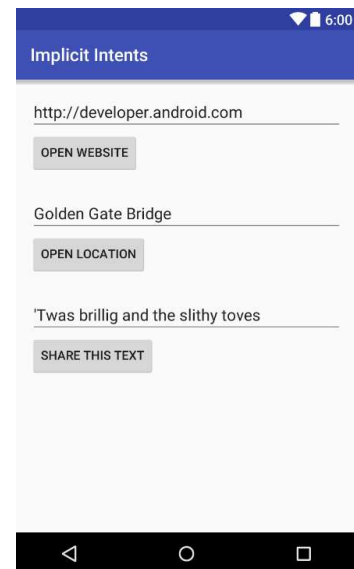 6:00
Implicit Intents
http://developer.android.com
OPEN WEBSITE
Golden Gate Bridge
OPEN LOCATION
'Twas brillig and the slithy toves
SHARE THIS TEXT